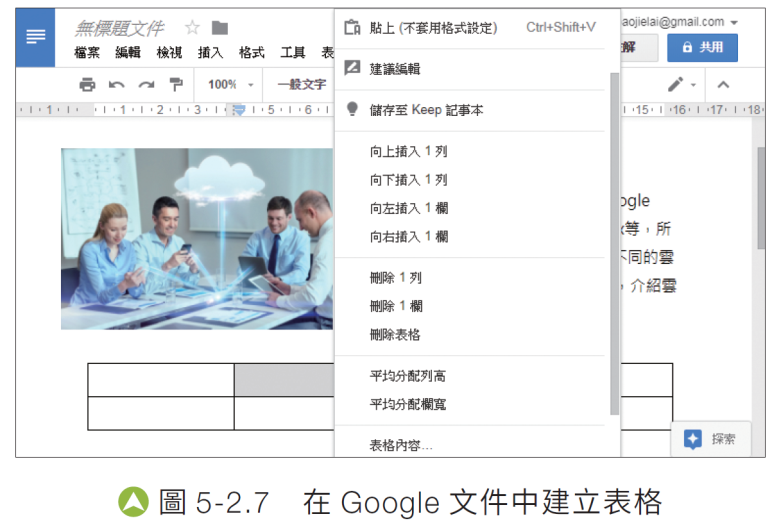 無標題文件
aojielai@gmail.com
檔案 編輯 檢視 插入 格式 工具 表
解
共用
100%
一般文字
1 1 2 3 5 6 15 16 17 18
貼上 (不套用格式設定) Ctrl+Shift+V
建議編輯
儲存至 Keep 記事本
向上插入 1 列
向下插入 1 列
向左插入 1 欄
向右插入 1 欄
刪除 1 列
刪除 1 欄
刪除表格
平均分配列高
平均分配欄寬
表格內容...
ogle
等，所
不同的雲
，介紹雲
探索
圖 5-2.7 在 Google 文件中建立表格